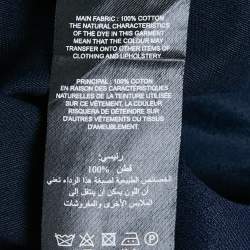 MAIN FABRIC : 100% COTTON
THE NATURAL CHARACTERISTICS
OF THE DYE IN THIS GARMENT
MEAN THAT THE COLOUR MAY
TRANSFER ONTO OTHER ITEMS OF
CLOTHING AND UPHOLSTERY
PRINCIPAL : 100% COTON
EN RAISON DES CARACTÉRISTIQUES
NATURELLES DE LA TEINTURE UTILISÉE
SUR CE VÊTEMENT, LA COULEUR
RISQUERA DE DÉTEINDRE SUR
D'AUTRES VÊTEMENTS OU TISSUS
D'AMEUBLEMENT
رئيسي:
قطن %100
الخصائص الطبيعية لصبغة هذا الرداء تعني
أن اللون يمكن أن ينتقل إلى
الملابس الأخرى والمفروشات